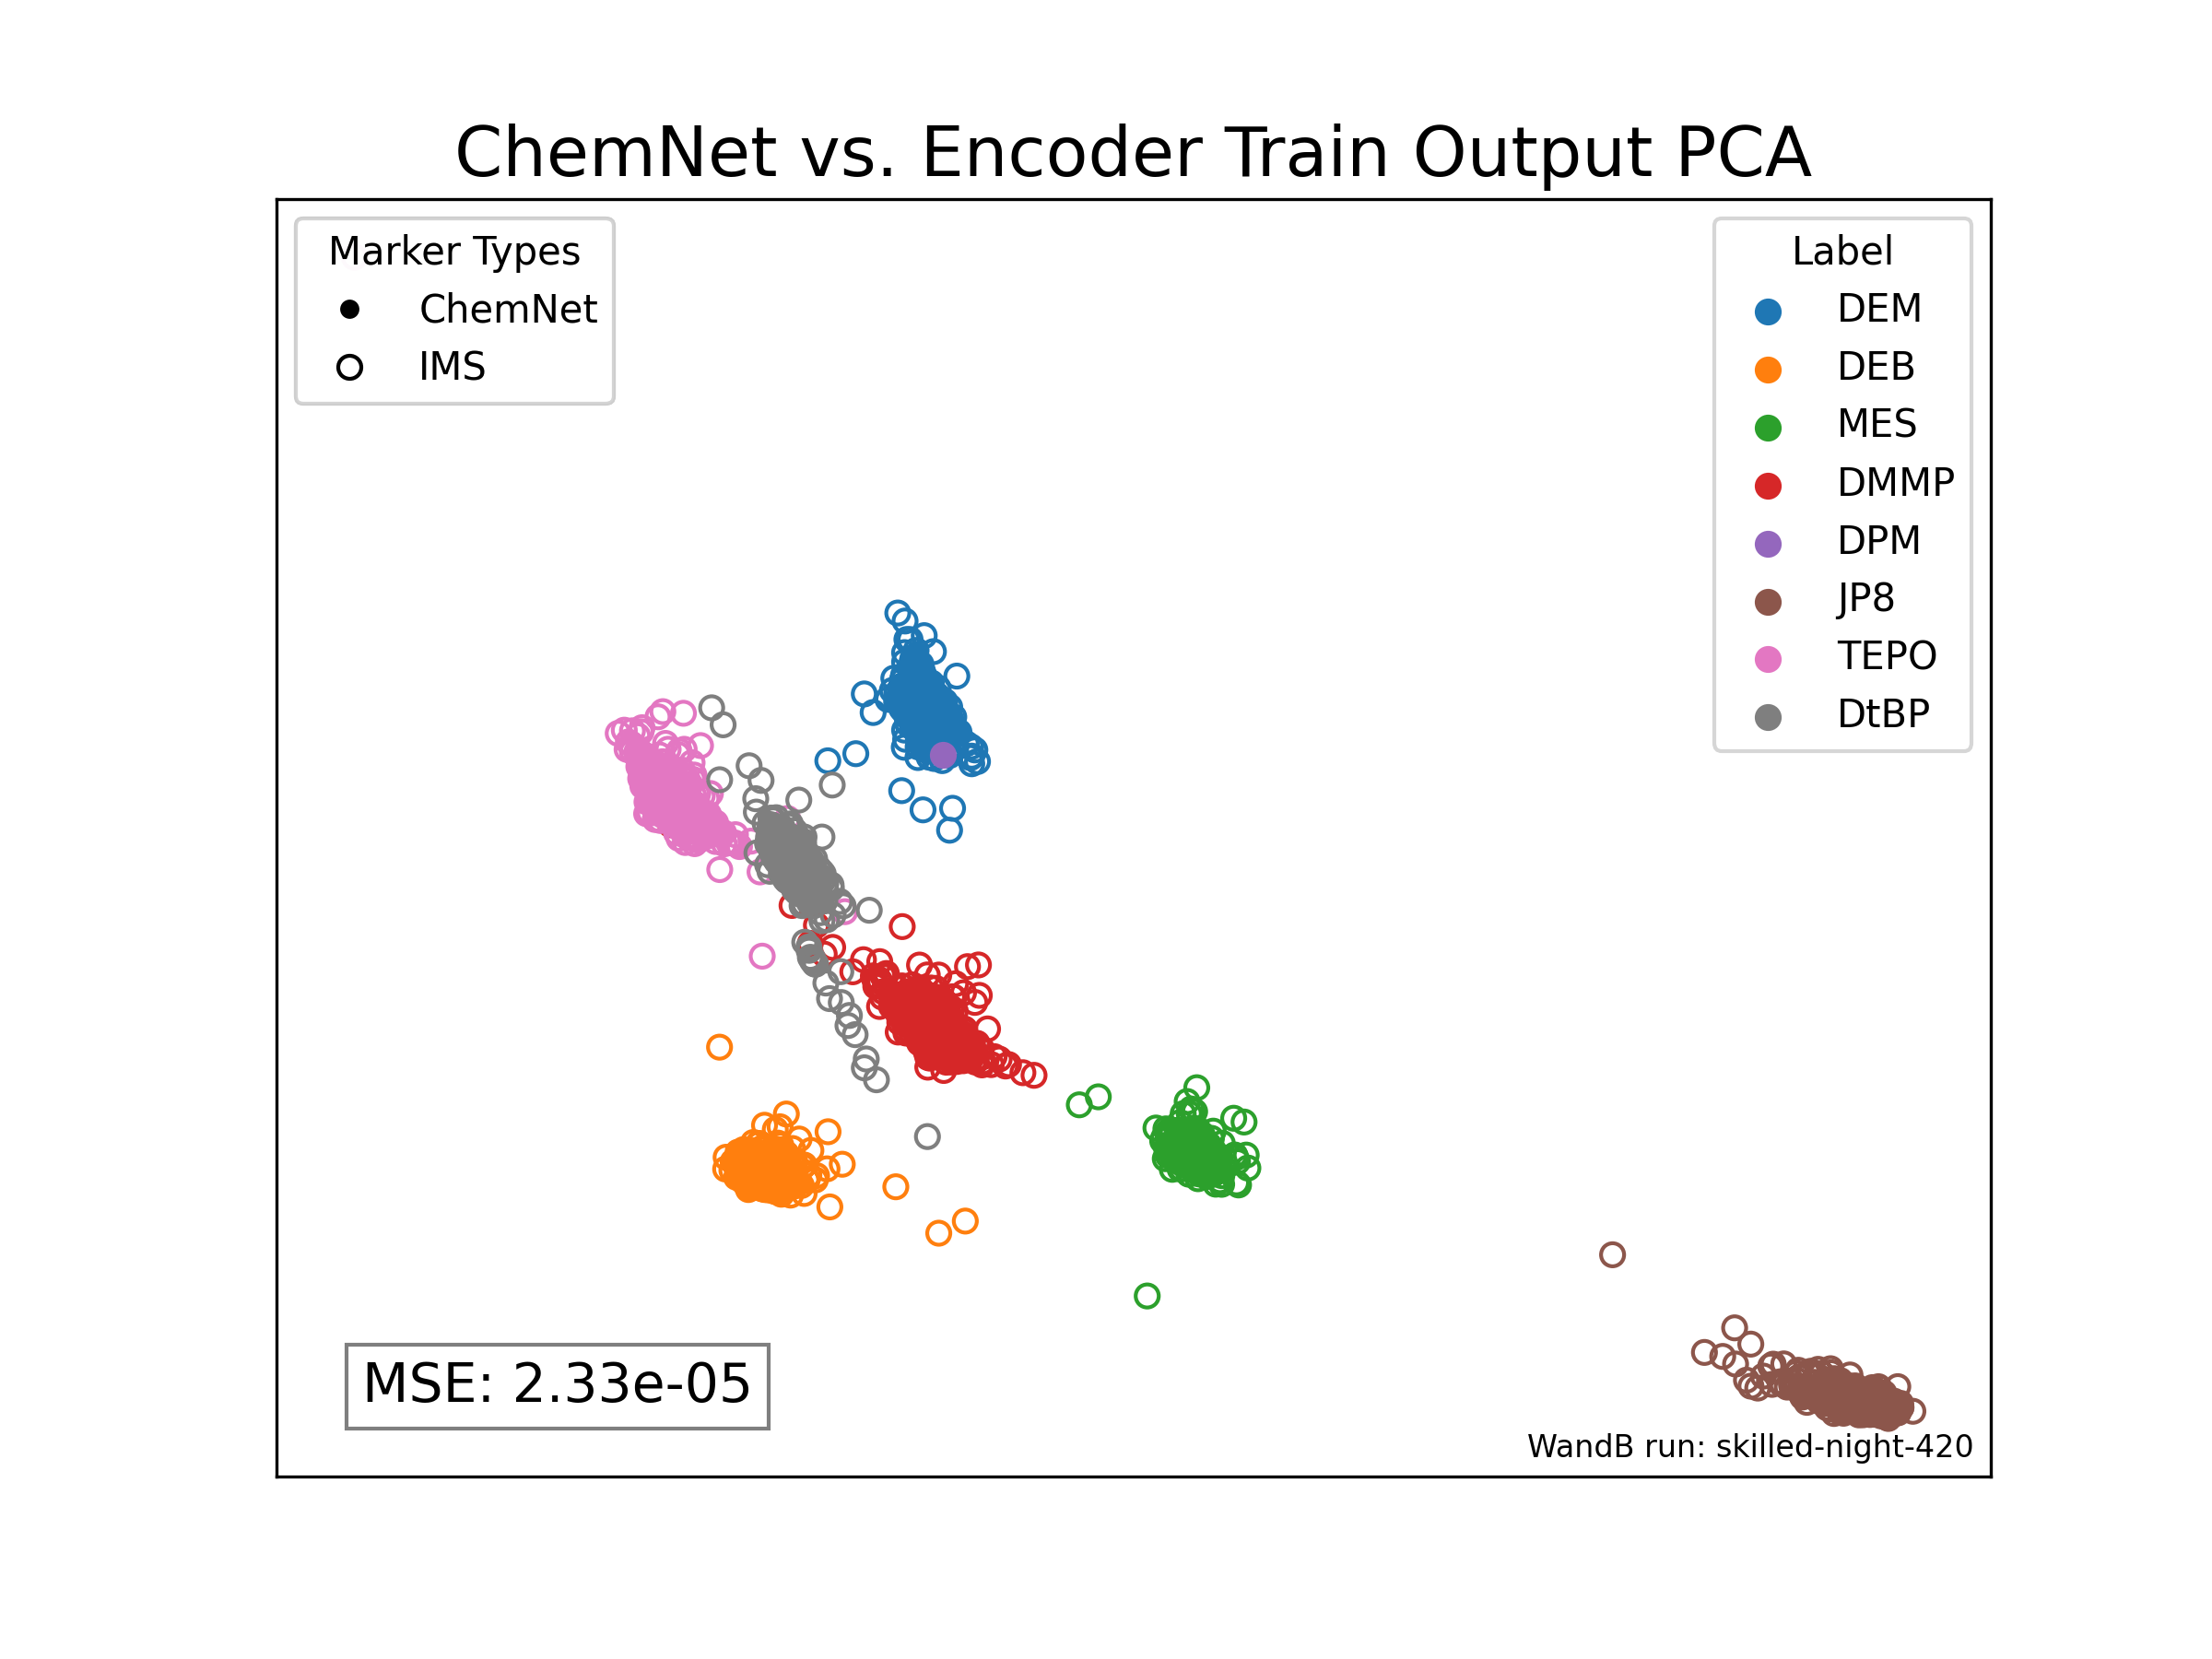 ChemNet vs. Encoder Train Output PCA
Marker Types
ChemNet
IMS
Label
DEM
DEB
MES
DMMP
DPM
JP8
TEPO
DtBP
MSE: 2.33e-05
WandB run: skilled-night-420